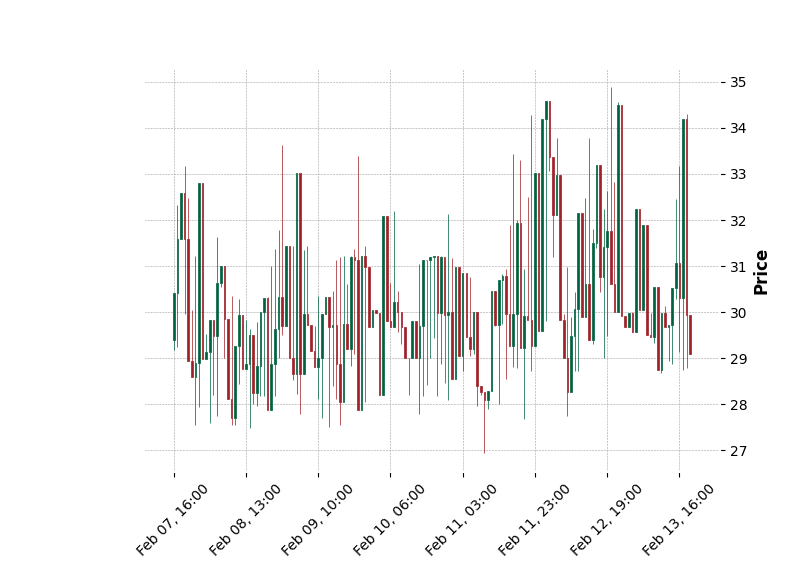 35
34
33
32
31
30
29
28
27
Price
Feb 07, 16:00
Feb 08, 13:00
Feb 09, 10:00
Feb 10, 06:00
Feb 11, 03:00
Feb 11, 23:00
Feb 12, 19:00
Feb 13, 16:00